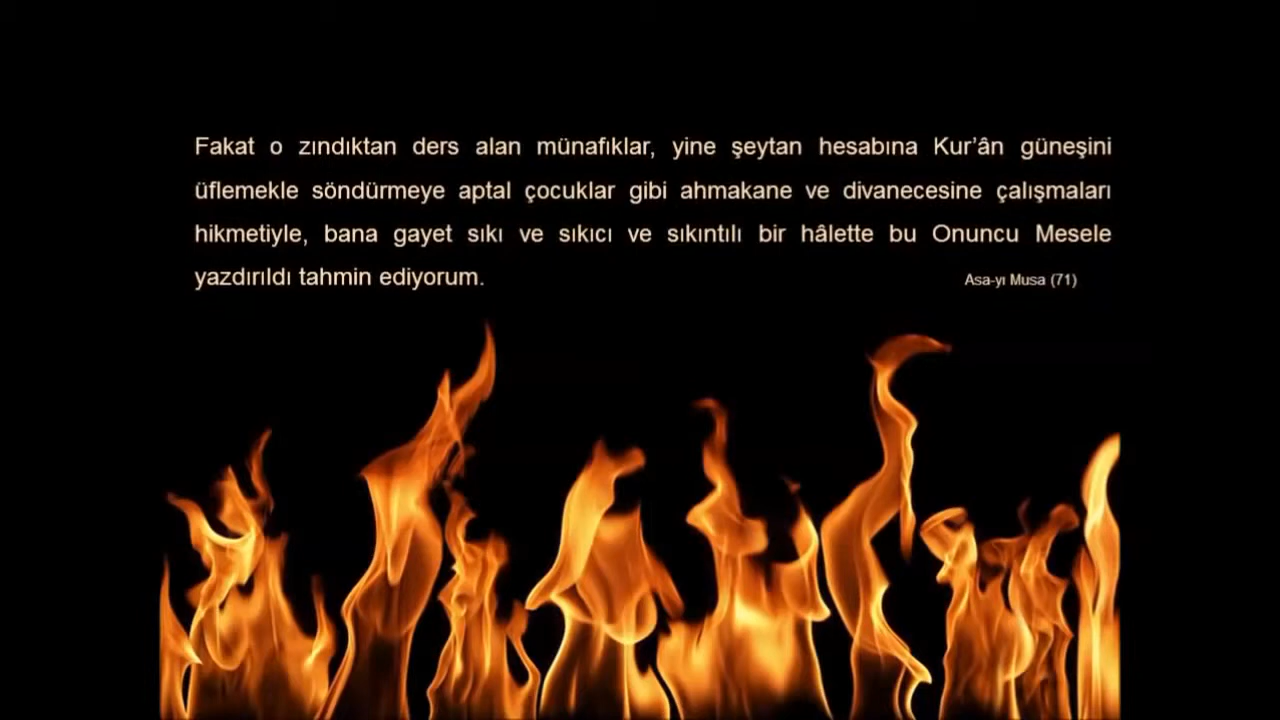 Fakat o zındıktan ders alan münafıklar, yine şeytan hesabına Kur’ân güneşini
üflemekle söndürmeye aptal çocuklar gibi ahmakane ve divanecesine çalışmaları
hikmetiyle, bana gayet sıkı ve sıkıcı ve sıkıntılı bir hâlette bu Onuncu Mesele
yazdırıldı tahmin ediyorum.
Asa-yı Musa (71)